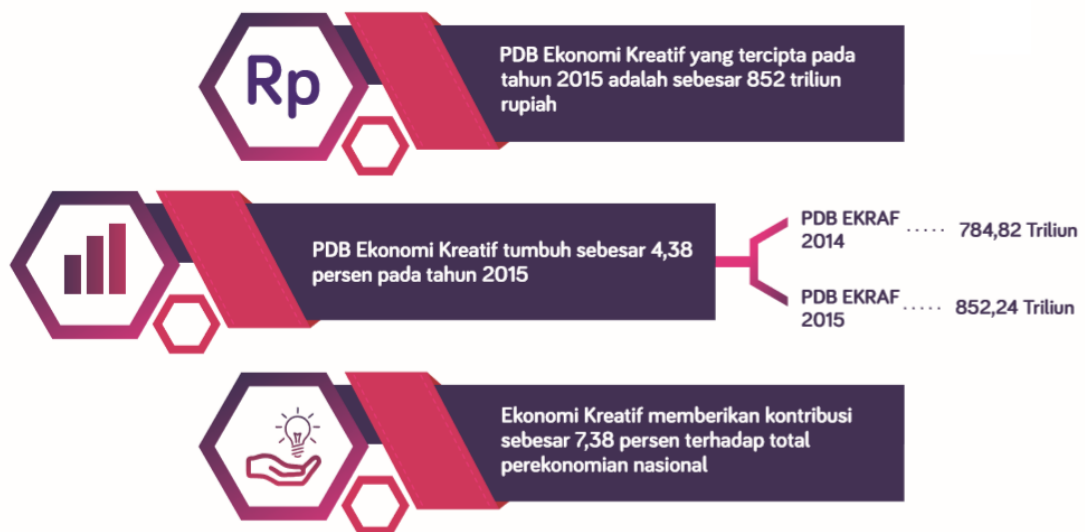 Rp
PDB Ekonomi Kreatif yang tercipta pada
tahun 2015 adalah sebesar 852 triliun
rupiah
PDB Ekonomi Kreatif tumbuh sebesar 4,38
persen pada tahun 2015
PDB EKRAF
2014 ..... 784,82 Triliun
PDB EKRAF
2015 ..... 852,24 Triliun
Ekonomi Kreatif memberikan kontribusi
sebesar 7,38 persen terhadap total
perekonomian nasional